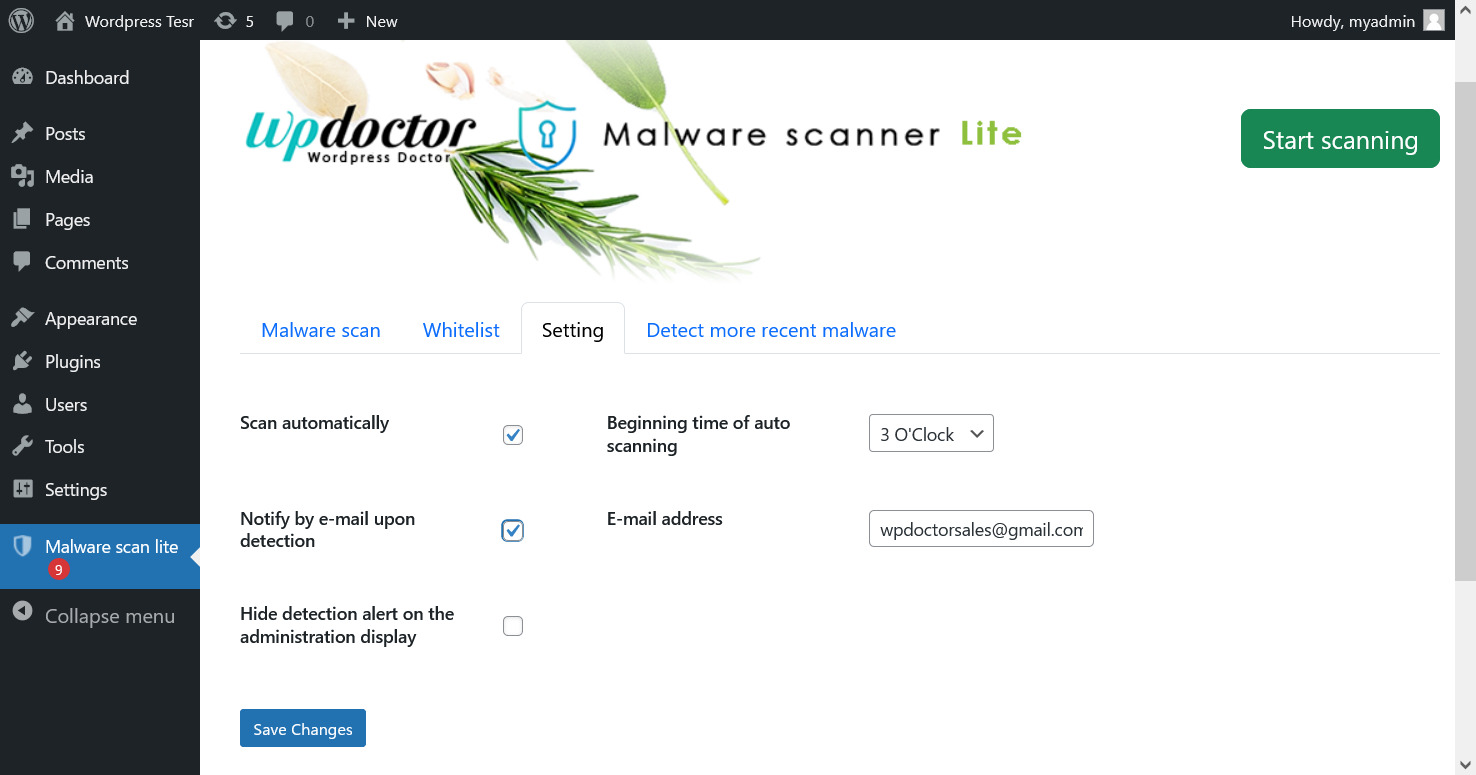 Wordpress Tesr 5 0 New Howdy, myadmin
Dashboard
Posts
Media
Pages
Comments
Appearance
Plugins
Users
Tools
Settings
Malware scan lite
9
Collapse menu
wpdoctor
Wordpress Doctor
Malware scanner Lite
Start scanning
Malware scan Whitelist Setting Detect more recent malware
Scan automatically
Beginning time of auto
scanning
3 O'Clock
Notify by e-mail upon
detection
E-mail address
wpdoctorsales@gmail.com
Hide detection alert on the
administration display
Save Changes